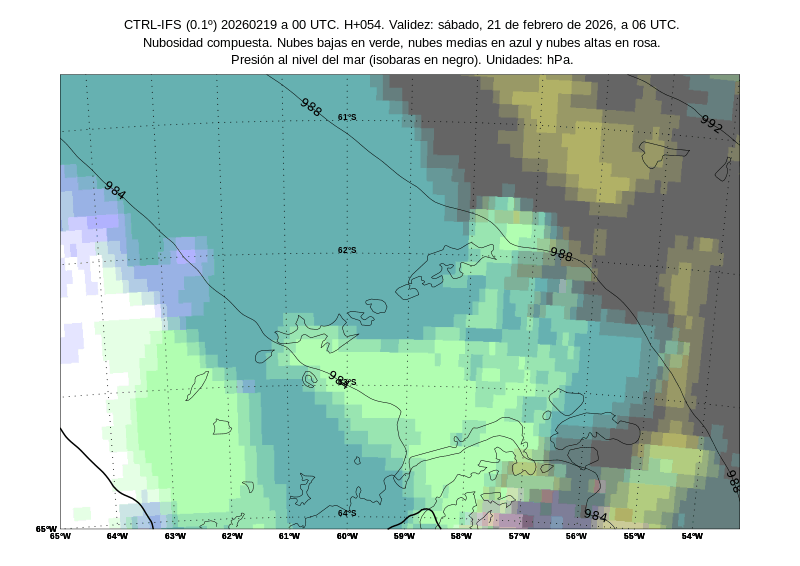 CTRL-IFS (0.1º) 20260219 a 00 UTC. H+054. Validez: sábado, 21 de febrero de 2026, a 06 UTC.
Nubosidad compuesta. Nubes bajas en verde, nubes medias en azul y nubes altas en rosa.
Presión al nivel del mar (isobaras en negro). Unidades: hPa.
988
61°S
992
984
62°S
988
984
63°S
988
64°S
984
65°W
65°W 64°W 63°W 62°W 61°W 60°W 59°W 58°W 57°W 56°W 55°W 54°W